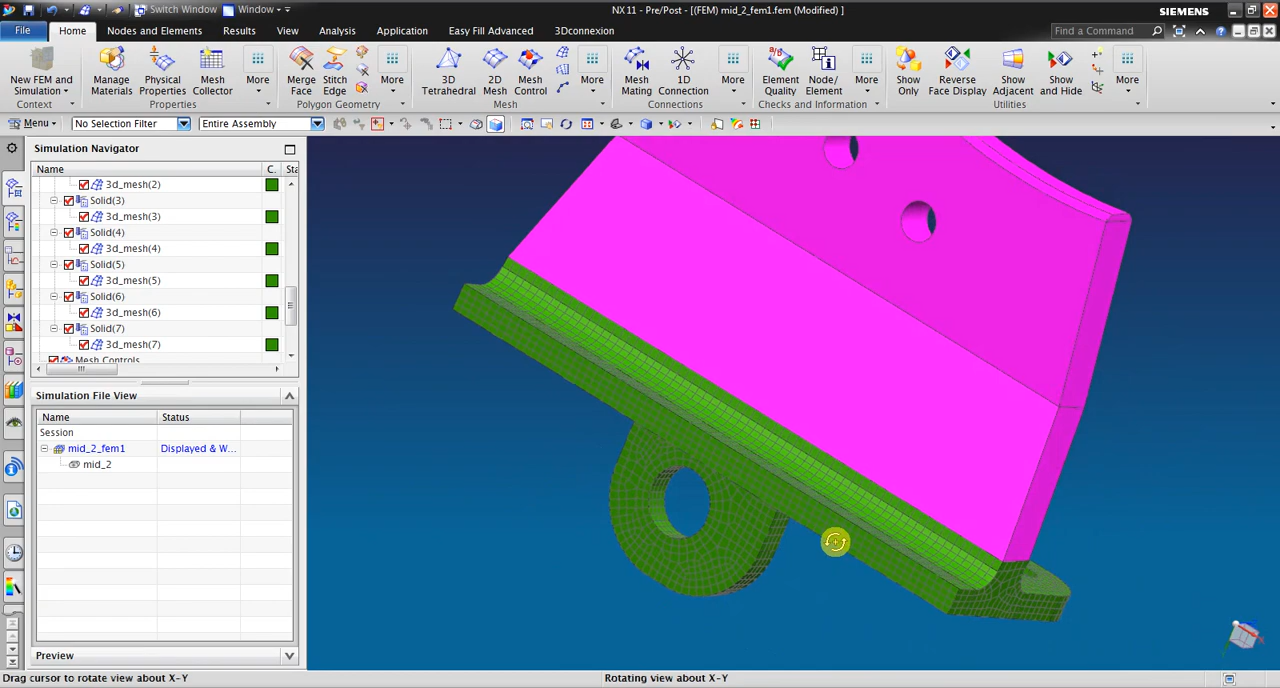 Switch Window Window NX 11 - Pre/Post - [(FEM) mid_2_fem1.fem (Modified) ] SIEMENS
File Home Nodes and Elements Results View Analysis Application Easy Fill Advanced 3Dconnexion Find a Command
New FEM and Simulation Manage Materials Physical Properties Mesh Collector More Merge Face Stitch Edge More 3D Tetrahedral 2D Mesh Mesh Control More Mesh Mating 1D Connection More Element Quality Node/Element More Show Only Reverse Face Display Show Adjacent Show and Hide More
Context Properties Polygon Geometry Mesh Connections Checks and Information Utilities
Menu No Selection Filter Entire Assembly
Simulation Navigator
Name C. Sta
3d_mesh(2)
Solid(3)
3d_mesh(3)
Solid(4)
3d_mesh(4)
Solid(5)
3d_mesh(5)
Solid(6)
3d_mesh(6)
Solid(7)
3d_mesh(7)
Mesh Controls
Simulation File View
Name Status
Session
mid_2_fem1 Displayed & W...
mid_2
Preview
Drag cursor to rotate view about X-Y Rotating view about X-Y